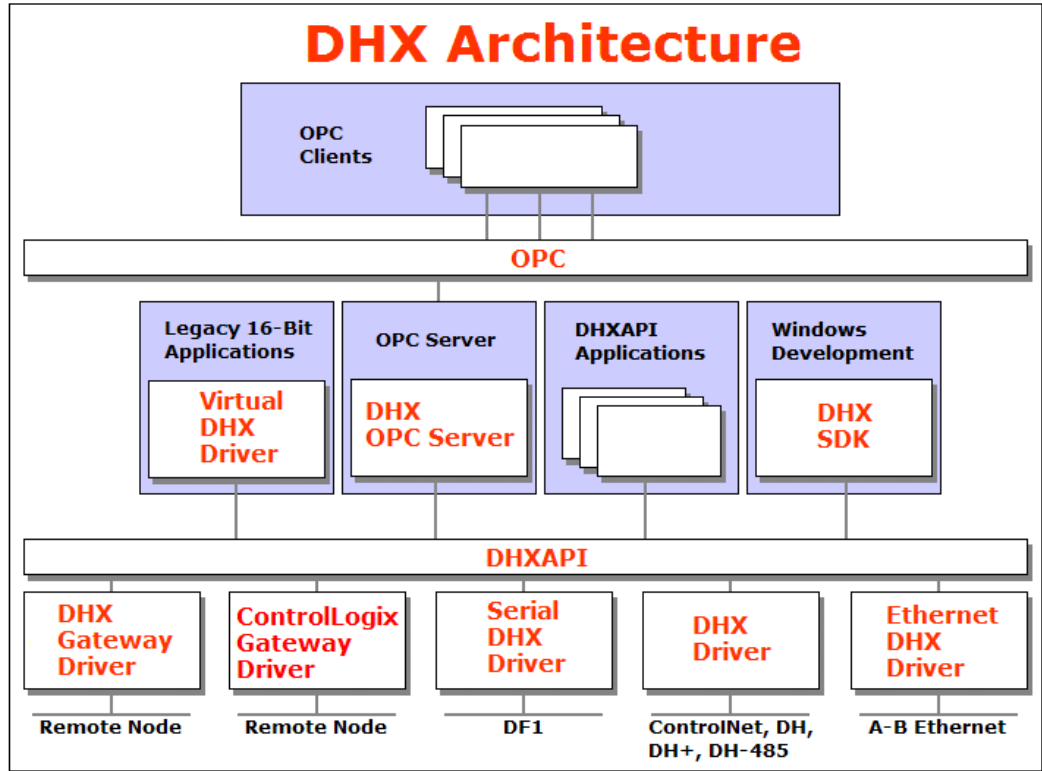 DHX Architecture
OPC
Clients
OPC
Legacy 16-Bit
Applications
Virtual
DHX
Driver
OPC Server
DHX
OPC Server
DHXAPI
Applications
Windows
Development
DHX
SDK
DHXAPI
DHX
Gateway
Driver
ControlLogix
Gateway
Driver
Serial
DHX
Driver
DHX
Driver
Ethernet
DHX
Driver
Remote Node
Remote Node
DF1
ControlNet, DH,
DH+, DH-485
A-B Ethernet